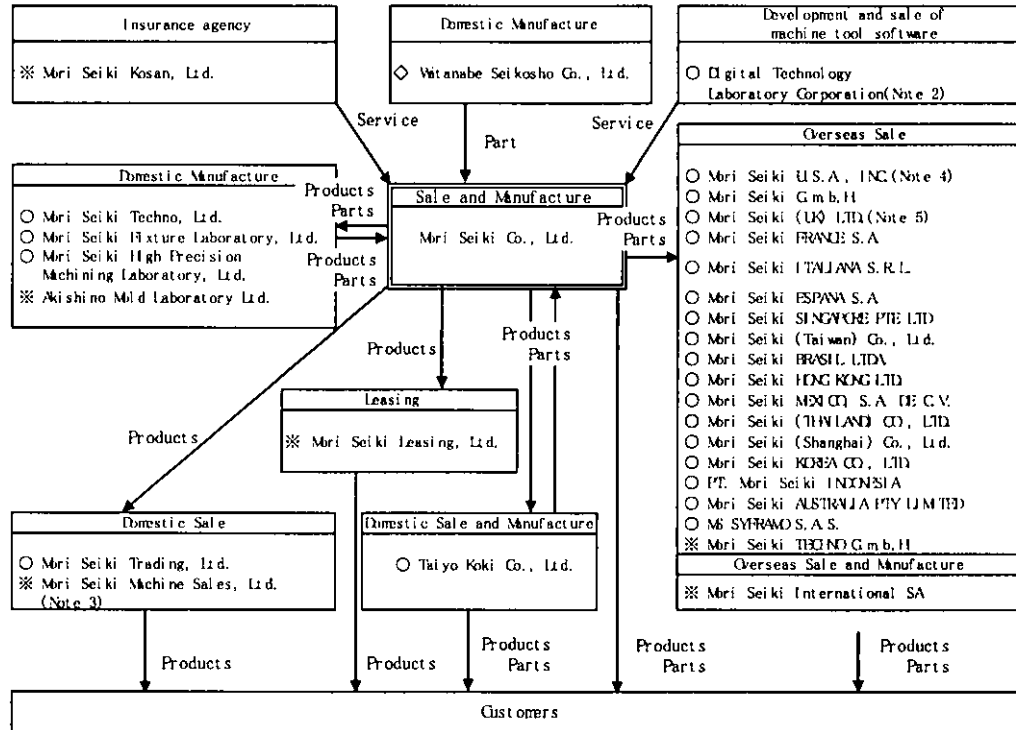 Insurance agency
※ Mori Seiki Kosan, Ltd.
Domestic Manufacture
◇ Watanabe Seikosho Co., Ltd.
Development and sale of
machine tool software
○ Digital Technology
Laboratory Corporation(Note 2)
Service
Part
Service
Domestic Manufacture
○ Mori Seiki Techno, Ltd.
○ Mori Seiki Fixture Laboratory, Ltd.
○ Mori Seiki High Precision
Machining Laboratory, Ltd.
※ Akishino Mold Laboratory Ltd.
Products
Parts
Products
Parts
Sale and Manufacture
Mori Seiki Co., Ltd.
Products
Parts
Overseas Sale
○ Mori Seiki U.S.A., INC.(Note 4)
○ Mori Seiki G.m.b.H
○ Mori Seiki (UK) LTD.(Note 5)
○ Mori Seiki FRANCE S.A
○ Mori Seiki ITALIANA S.R.L.
○ Mori Seiki ESPANA S.A
○ Mori Seiki SINGAPORE PTE LTD
○ Mori Seiki (Taiwan) Co., Ltd.
○ Mori Seiki BRASIL LTDA
○ Mori Seiki HONG KONG LTD
○ Mori Seiki MEXICO, S.A. DE C.V.
○ Mori Seiki (THAILAND) CO., LTD.
○ Mori Seiki (Shanghai) Co., Ltd.
○ Mori Seiki KOREA CO., LTD
○ PT. Mori Seiki INDONESIA
○ Mori Seiki AUSTRALIA PTY LIMITED
○ MS SYFRAMO S.A.S.
※ Mori Seiki TECHNO G.m.b.H
Overseas Sale and Manufacture
※ Mori Seiki International SA
Products
Products
Parts
Products
Leasing
※ Mori Seiki Leasing, Ltd.
Domestic Sale
○ Mori Seiki Trading, Ltd.
※ Mori Seiki Machine Sales, Ltd.
(Note 3)
Domestic Sale and Manufacture
○ Taiyo Koki Co., Ltd.
Products
Products
Products
Parts
Products
Parts
Products
Parts
Customers